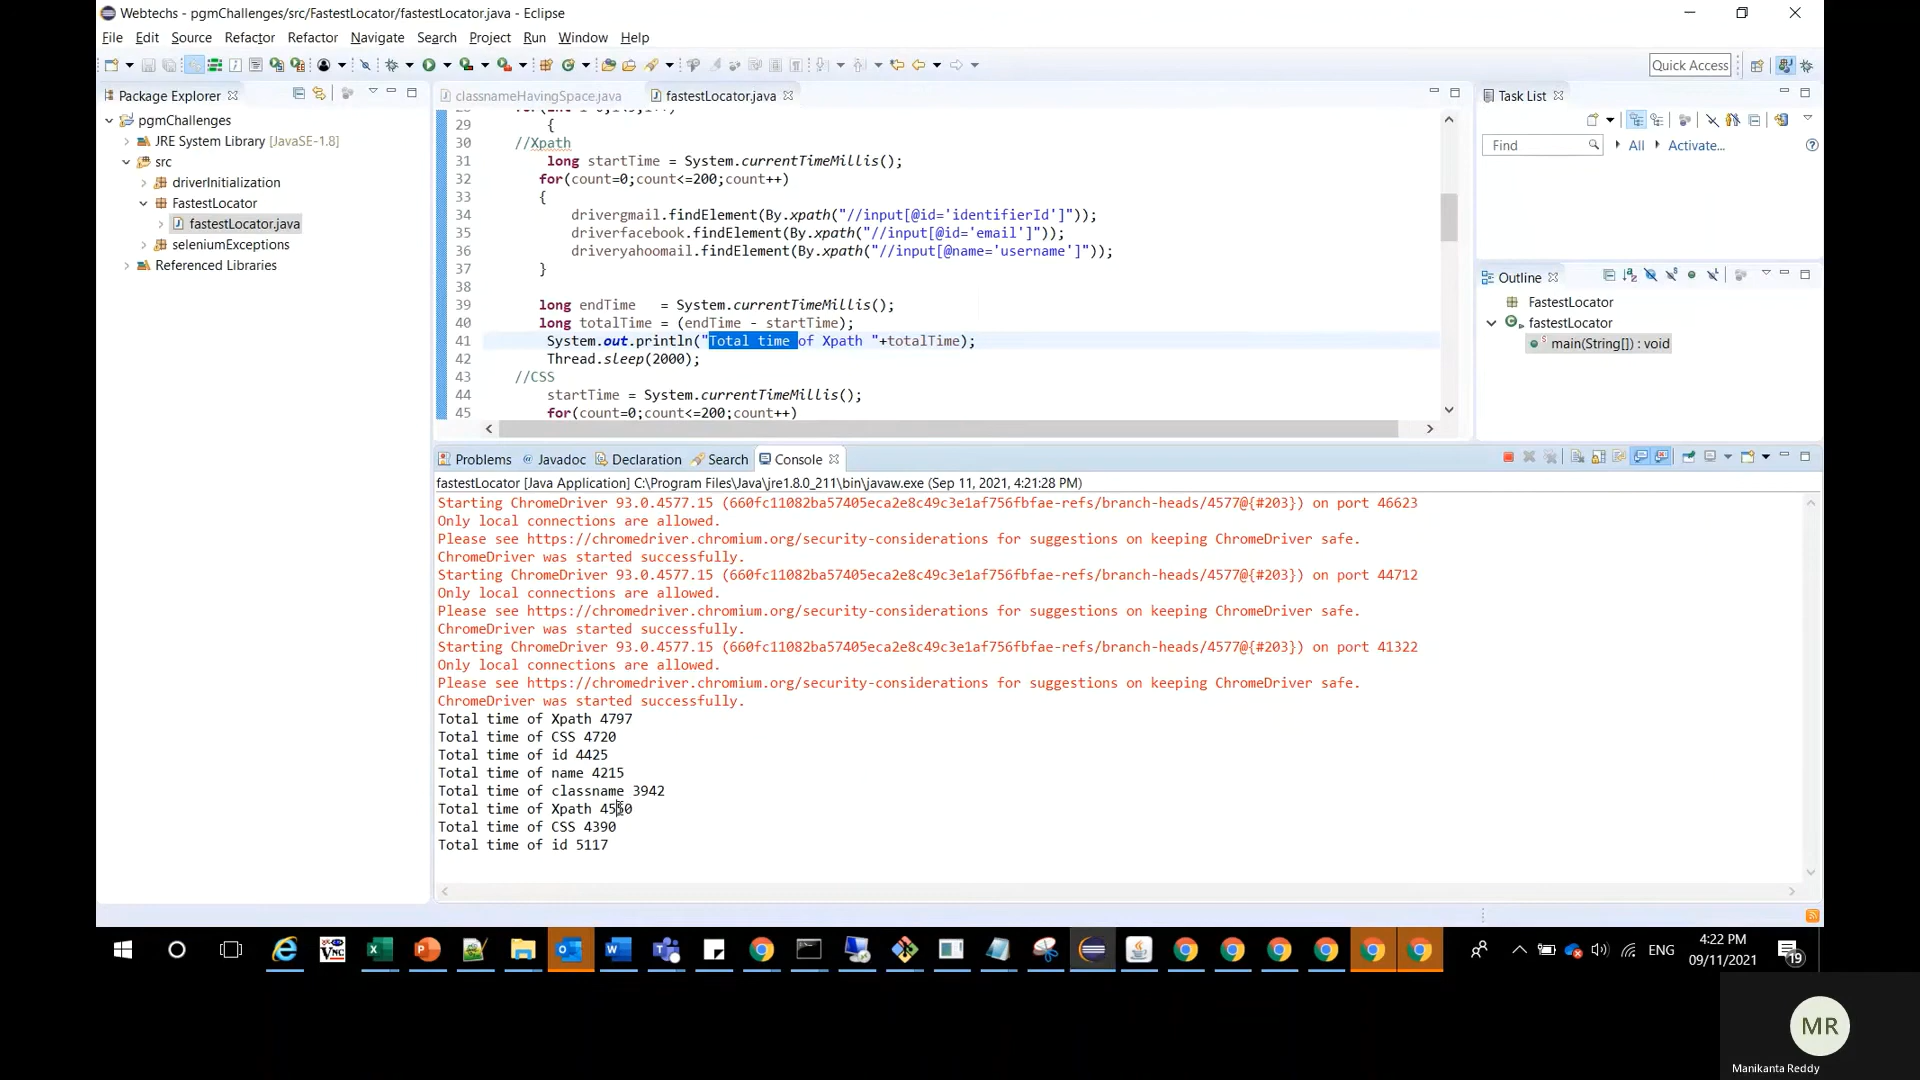 Webtechs - pgmChallenges/src/FastestLocator/fastestLocator.java - Eclipse
File Edit Source Refactor Refactor Navigate Search Project Run Window Help
Quick Access
Package Explorer
pgmChallenges
JRE System Library [JavaSE-1.8]
src
driverInitialization
FastestLocator
fastestLocator.java
seleniumExceptions
Referenced Libraries
classnameHavingSpace.java
fastestLocator.java
29 {
30 //Xpath
31 long startTime = System.currentTimeMillis();
32 for(count=0;count<=200;count++)
33 {
34 drivergmail.findElement(By.xpath("//input[@id='identifierId']"));
35 driverfacebook.findElement(By.xpath("//input[@id='email']"));
36 driveryahoomail.findElement(By.xpath("//input[@name='username']"));
37 }
38
39 long endTime = System.currentTimeMillis();
40 long totalTime = (endTime - startTime);
41 System.out.println("Total time of Xpath "+totalTime);
42 Thread.sleep(2000);
43 //CSS
44 startTime = System.currentTimeMillis();
45 for(count=0;count<=200;count++)
Task List
Find All Activate...
Outline
FastestLocator
fastestLocator
main(String[]) : void
Problems Javadoc Declaration Search Console
fastestLocator [Java Application] C:\Program Files\Java\jre1.8.0_211\bin\javaw.exe (Sep 11, 2021, 4:21:28 PM)
Starting ChromeDriver 93.0.4577.15 (660fc11082ba57405eca2e8c49c3e1af756fbfae-refs/branch-heads/4577@{#203}) on port 46623
Only local connections are allowed.
Please see https://chromedriver.chromium.org/security-considerations for suggestions on keeping ChromeDriver safe.
ChromeDriver was started successfully.
Starting ChromeDriver 93.0.4577.15 (660fc11082ba57405eca2e8c49c3e1af756fbfae-refs/branch-heads/4577@{#203}) on port 44712
Only local connections are allowed.
Please see https://chromedriver.chromium.org/security-considerations for suggestions on keeping ChromeDriver safe.
ChromeDriver was started successfully.
Starting ChromeDriver 93.0.4577.15 (660fc11082ba57405eca2e8c49c3e1af756fbfae-refs/branch-heads/4577@{#203}) on port 41322
Only local connections are allowed.
Please see https://chromedriver.chromium.org/security-considerations for suggestions on keeping ChromeDriver safe.
ChromeDriver was started successfully.
Total time of Xpath 4797
Total time of CSS 4720
Total time of id 4425
Total time of name 4215
Total time of classname 3942
Total time of Xpath
Total time of CSS 4390
Total time of id 5117
ENG
4:22 PM
09/11/2021
19
MR
Manikanta Reddy